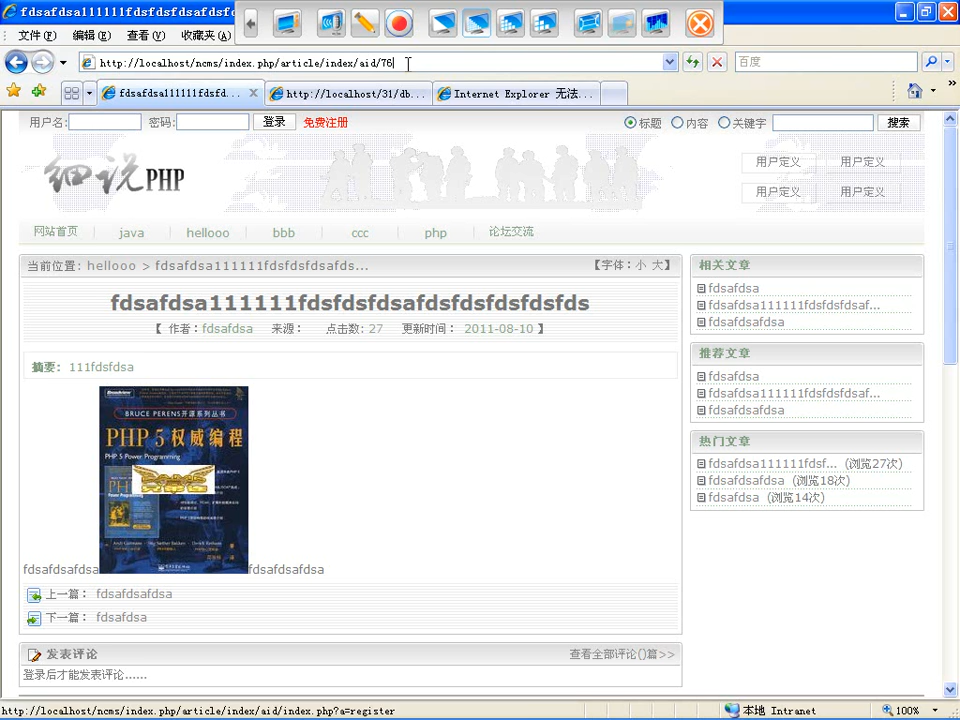 fdsafdsa111111fdsfdsfdsafdsf
文件(F) 编辑(E) 查看(V) 收藏夹(A)
http://localhost/ncms/index.php/article/index/aid/76
百度
fdsafdsa111111fdsfd... http://localhost/31/db... Internet Explorer 无法...
用户名: 密码: 登录 免费注册 标题 内容 关键字 搜索
细说PHP
用户定义 用户定义
用户定义 用户定义
网站首页 java hellooo bbb ccc php 论坛交流
当前位置: hellooo > fdsafdsa111111fdsfdsfdsafds... 【字体：小 大】
fdsafdsa111111fdsfdsfdsafdsfdsfdsfdsfds
【 作者：fdsafdsa 来源： 点击数: 27 更新时间： 2011-08-10 】
摘要: 111fdsfdsa
BRUCE PERENS开源系列丛书
PHP 5 权威编程
PHP 5 Power Programming
fdsafdsafdsa fdsafdsafdsa
上一篇： fdsafdsafdsa
下一篇： fdsafdsa
发表评论 查看全部评论()篇>>
登录后才能发表评论......
相关文章
fdsafdsa
fdsafdsa111111fdsfdsfdsaf...
fdsafdsafdsa
推荐文章
fdsafdsa
fdsafdsa111111fdsfdsfdsaf...
fdsafdsafdsa
热门文章
fdsafdsa111111fdsf... (浏览27次)
fdsafdsafdsa (浏览18次)
fdsafdsa (浏览14次)
http://localhost/ncms/index.php/article/index/aid/index.php?a=register 本地 Intranet 100%